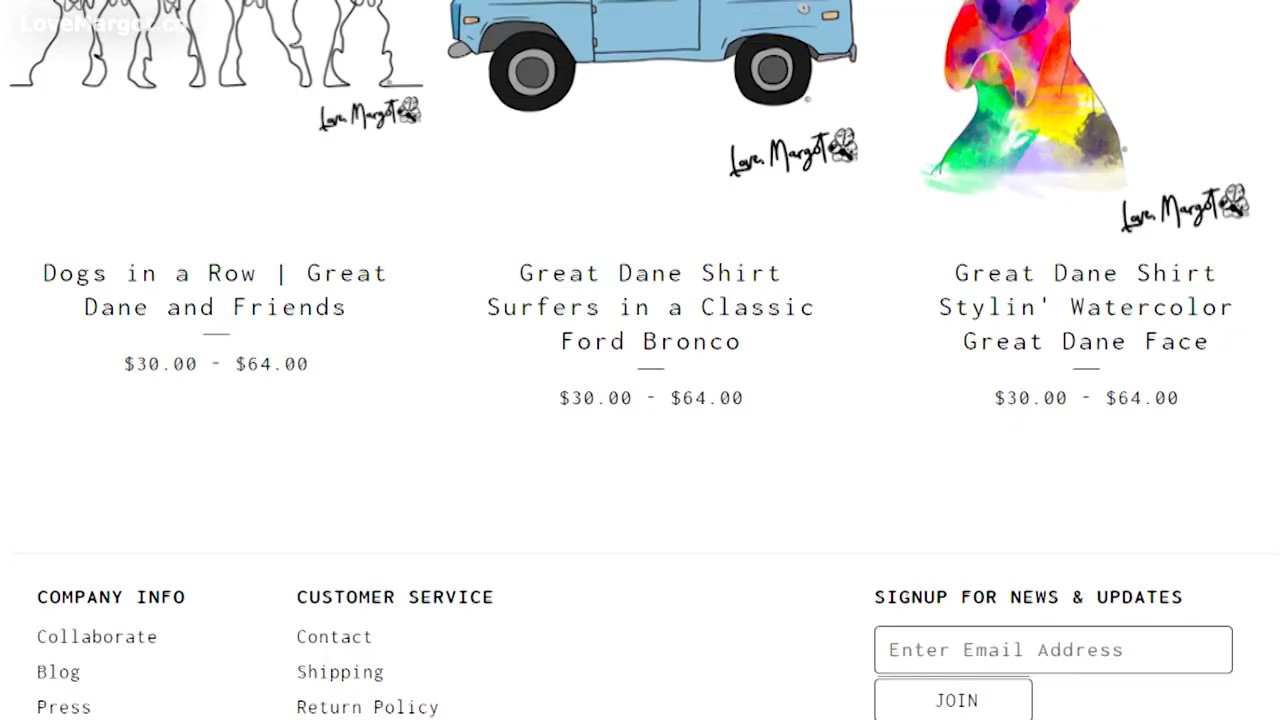 LoveMargot.co
Love, Margot
Love, Margot
Love, Margot
Dogs in a Row | Great
Dane and Friends
$30.00 - $64.00
Great Dane Shirt
Surfers in a Classic
Ford Bronco
$30.00 - $64.00
Great Dane Shirt
Stylin' Watercolor
Great Dane Face
$30.00 - $64.00
COMPANY INFO
Collaborate
Blog
Press
CUSTOMER SERVICE
Contact
Shipping
Return Policy
SIGNUP FOR NEWS & UPDATES
Enter Email Address
JOIN